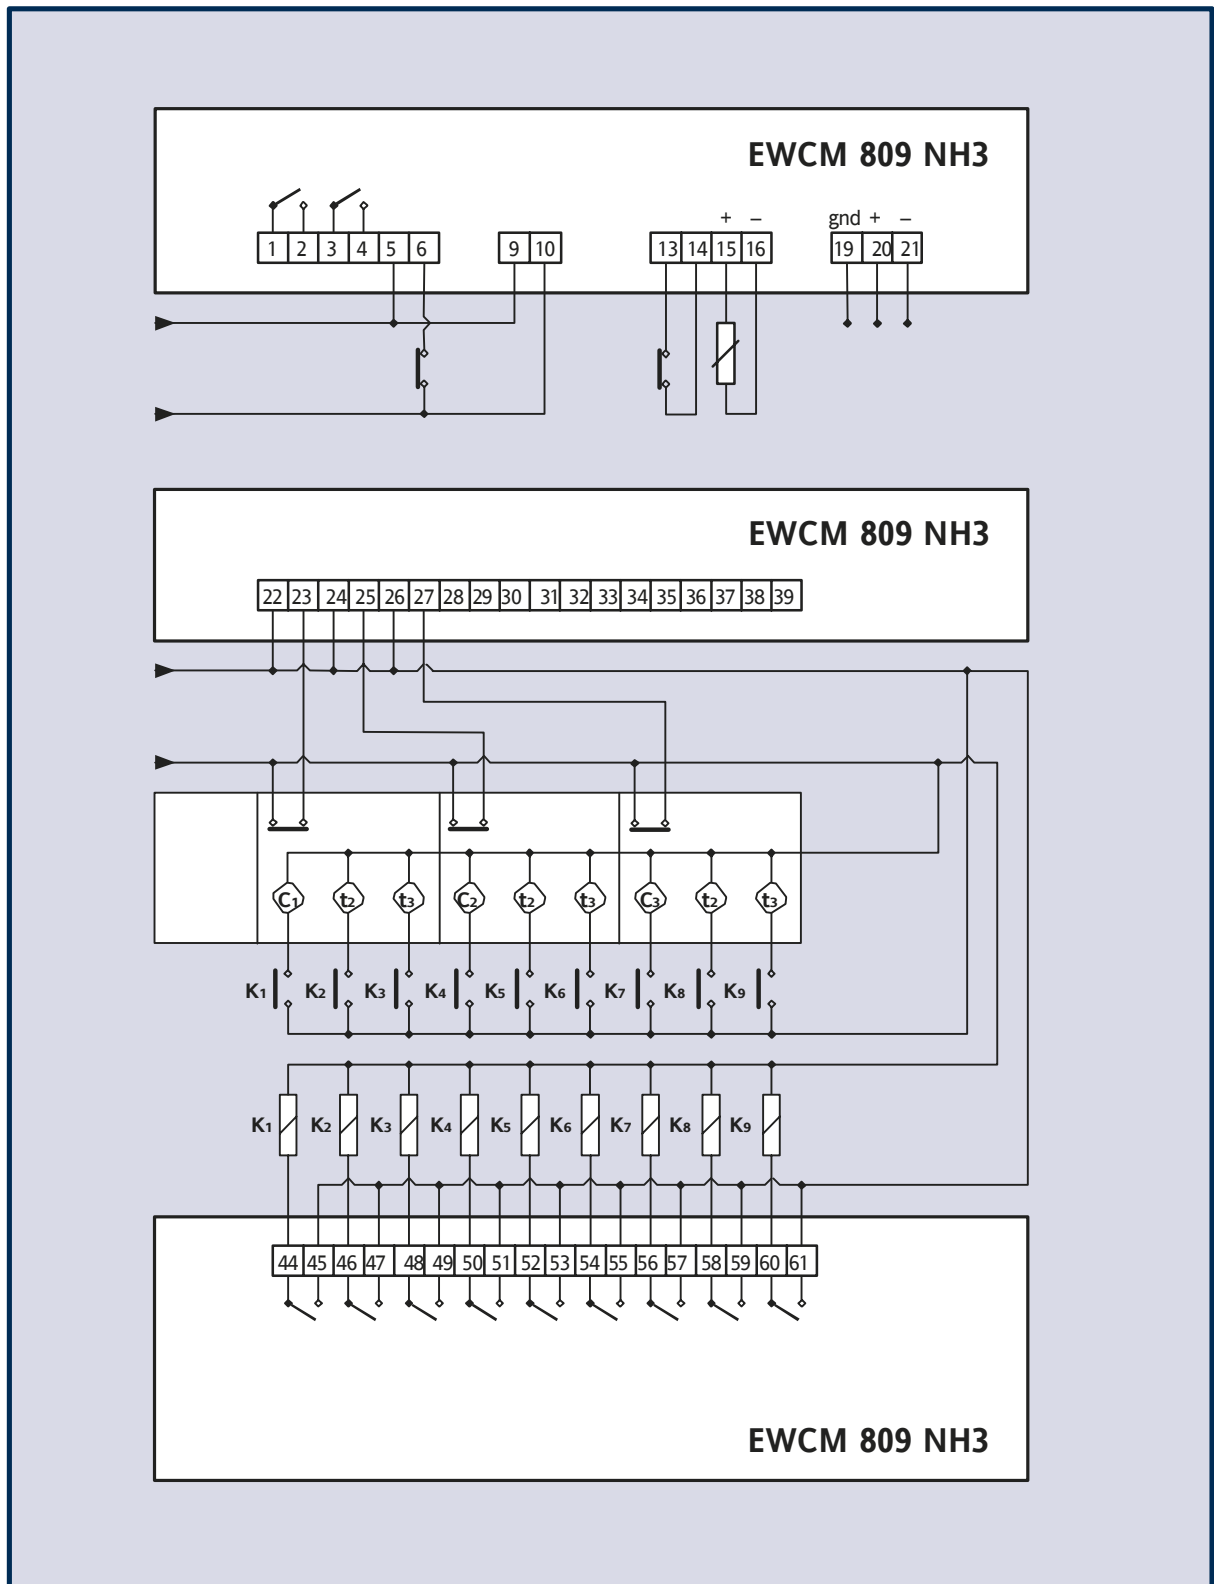 EWCM 809 NH3
+ – gnd + –
1 2 3 4 5 6 9 10 13 14 15 16 19 20 21
EWCM 809 NH3
22 23 24 25 26 27 28 29 30 31 32 33 34 35 36 37 38 39
C1 t2 t3 C2 t2 t3 C3 t2 t3
K1 K2 K3 K4 K5 K6 K7 K8 K9
K1 K2 K3 K4 K5 K6 K7 K8 K9
44 45 46 47 48 49 50 51 52 53 54 55 56 57 58 59 60 61
EWCM 809 NH3